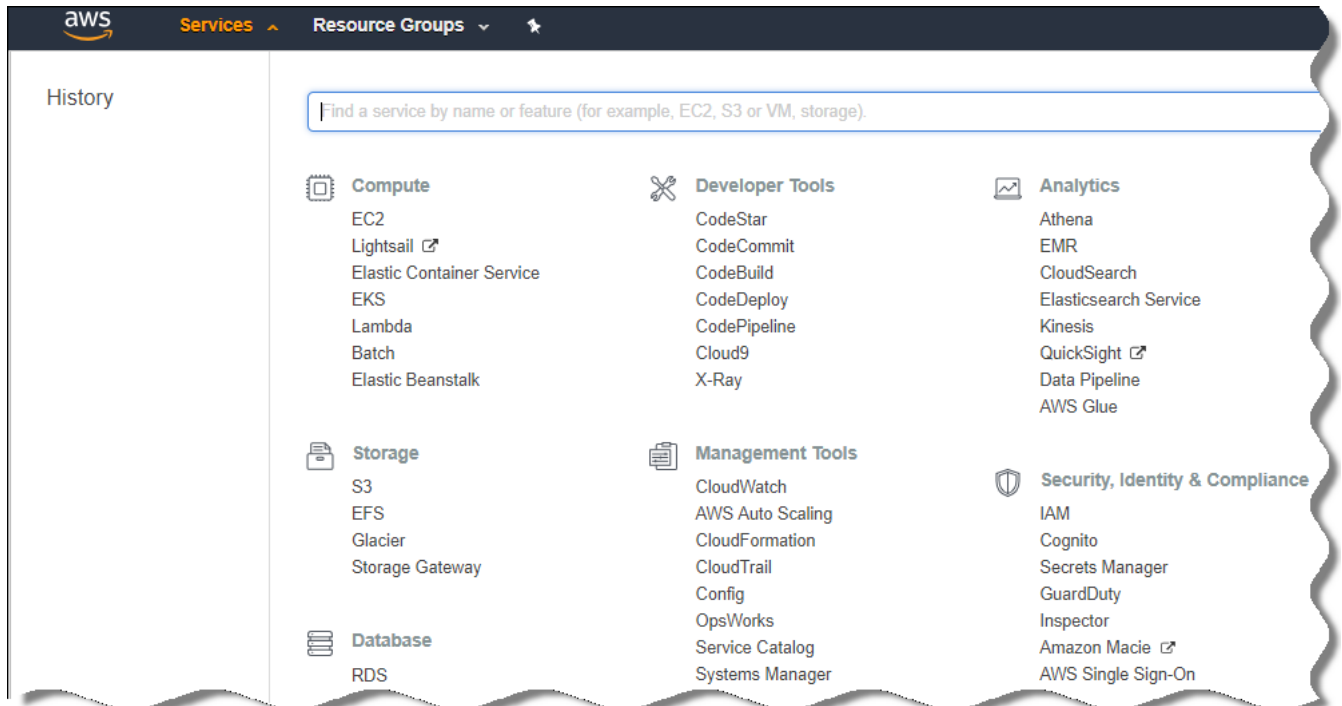 aws
Services
Resource Groups
History
Find a service by name or feature (for example, EC2, S3 or VM, storage).
Compute
EC2
Lightsail
Elastic Container Service
EKS
Lambda
Batch
Elastic Beanstalk
Storage
S3
EFS
Glacier
Storage Gateway
Database
RDS
Developer Tools
CodeStar
CodeCommit
CodeBuild
CodeDeploy
CodePipeline
Cloud9
X-Ray
Management Tools
CloudWatch
AWS Auto Scaling
CloudFormation
CloudTrail
Config
OpsWorks
Service Catalog
Systems Manager
Analytics
Athena
EMR
CloudSearch
Elasticsearch Service
Kinesis
QuickSight
Data Pipeline
AWS Glue
Security, Identity & Compliance
IAM
Cognito
Secrets Manager
GuardDuty
Inspector
Amazon Macie
AWS Single Sign-On